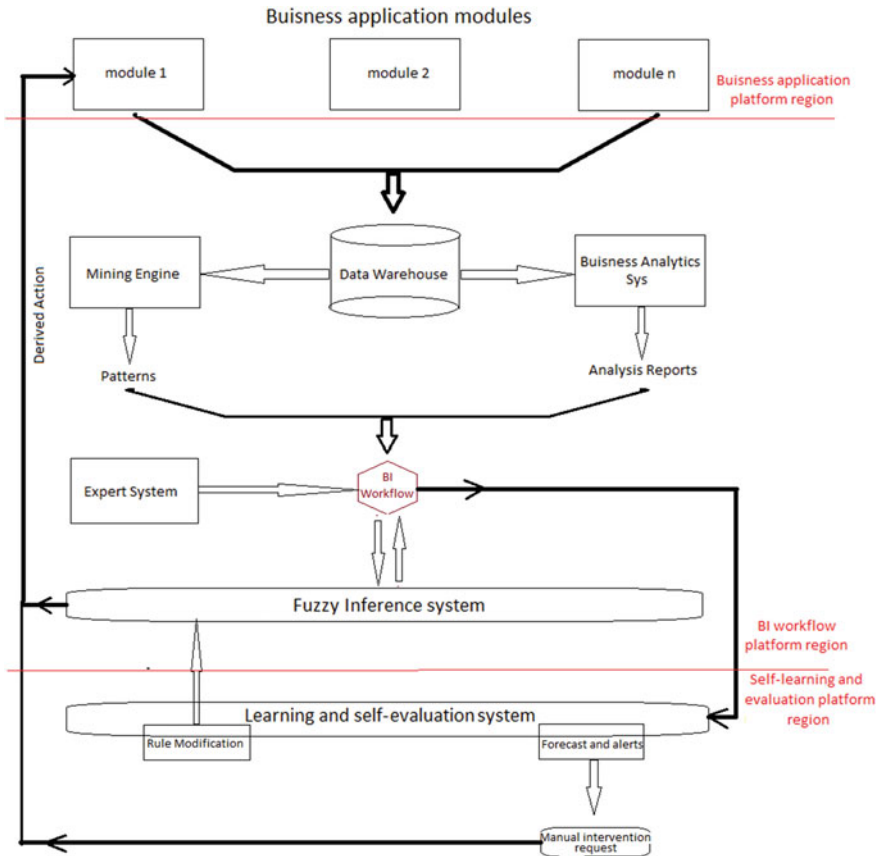 Buisness application modules
module 1
module 2
module n
Buisness application
platform region
Mining Engine
Data Warehouse
Buisness Analytics
Sys
Derived Action
Patterns
Analysis Reports
Expert System
BI
Workflow
Fuzzy Inference system
BI workflow
platform region
Self-learning and
evaluation platform
region
Learning and self-evaluation system
Rule Modification
Forecast and alerts
Manual intervention
request